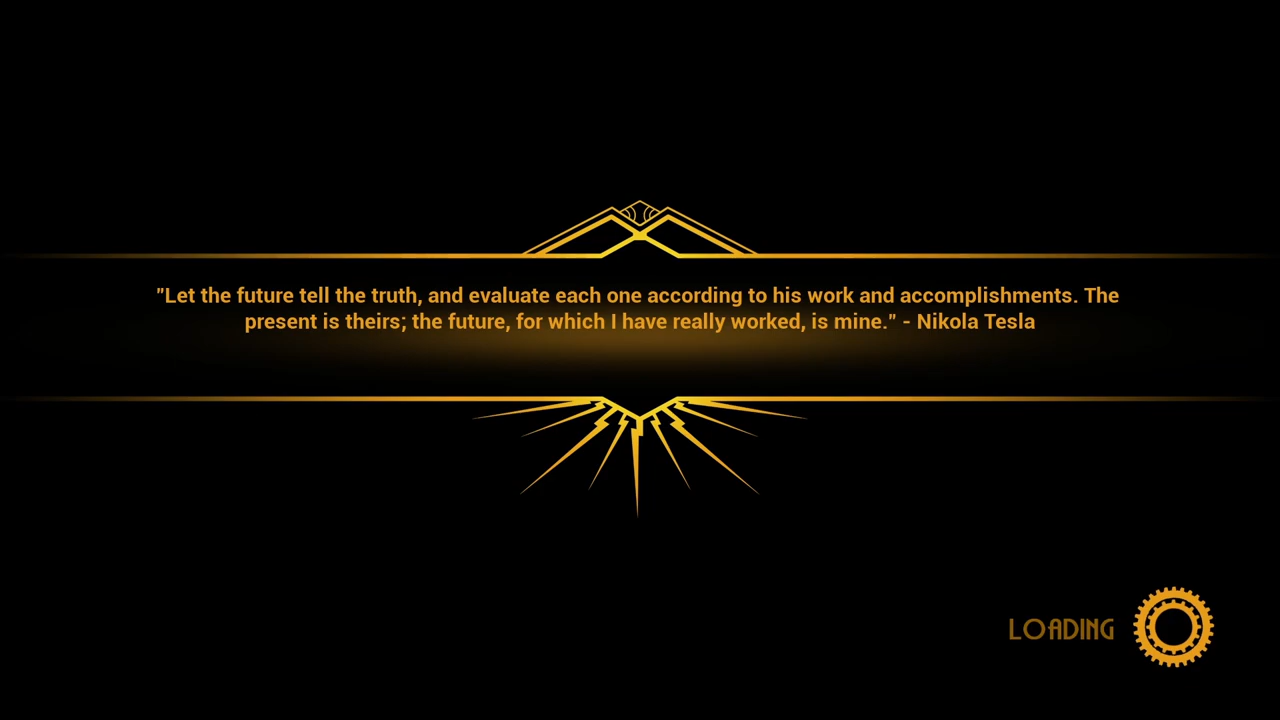 "Let the future tell the truth, and evaluate each one according to his work and accomplishments. The
present is theirs; the future, for which I have really worked, is mine." - Nikola Tesla
LOADING